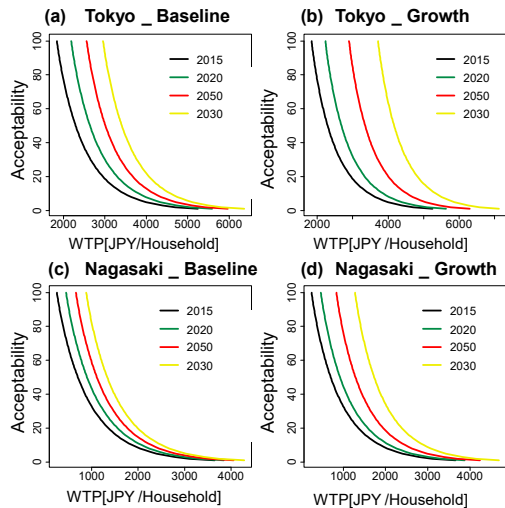 (a) Tokyo _ Baseline
100
80
60
40
20
0
Acceptability
2015
2020
2050
2030
2000 3000 4000 5000 6000
WTP[JPY/Household]
(b) Tokyo _ Growth
100
80
60
40
20
0
Acceptability
2015
2020
2050
2030
2000 4000 6000
WTP[JPY/Household]
(c) Nagasaki _ Baseline
100
80
60
40
20
0
Acceptability
2015
2020
2050
2030
1000 2000 3000 4000
WTP[JPY /Household]
(d) Nagasaki _ Growth
100
80
60
40
20
0
Acceptability
2015
2020
2050
2030
1000 2000 3000 4000
WTP[JPY /Household]